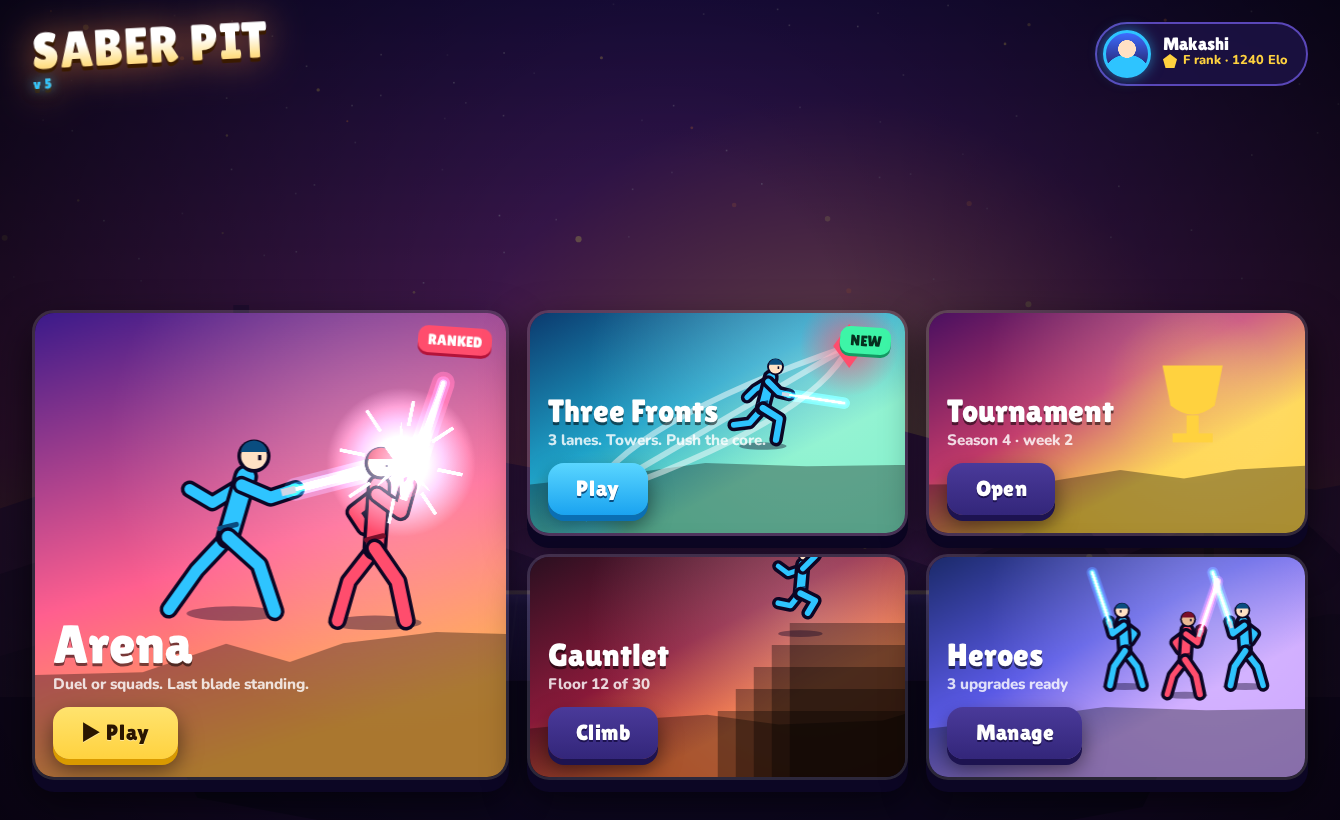 SABER PIT
v 5
Makashi
F rank · 1240 Elo
RANKED
Arena
Duel or squads. Last blade standing.
▶ Play
NEW
Three Fronts
3 lanes. Towers. Push the core.
Play
Tournament
Season 4 · week 2
Open
Gauntlet
Floor 12 of 30
Climb
Heroes
3 upgrades ready
Manage